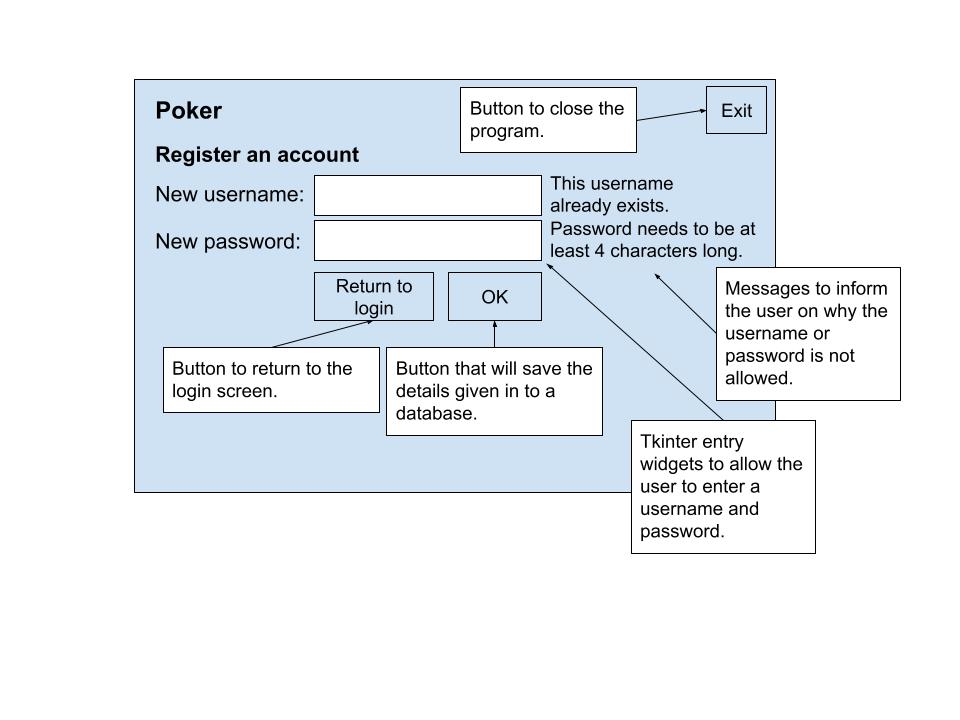 Poker
Button to close the
program.
Exit
Register an account
New username:
This username
already exists.
New password:
Password needs to be at
least 4 characters long.
Return to
login
OK
Messages to inform
the user on why the
username or
password is not
allowed.
Button to return to the
login screen.
Button that will save the
details given in to a
database.
Tkinter entry
widgets to allow the
user to enter a
username and
password.